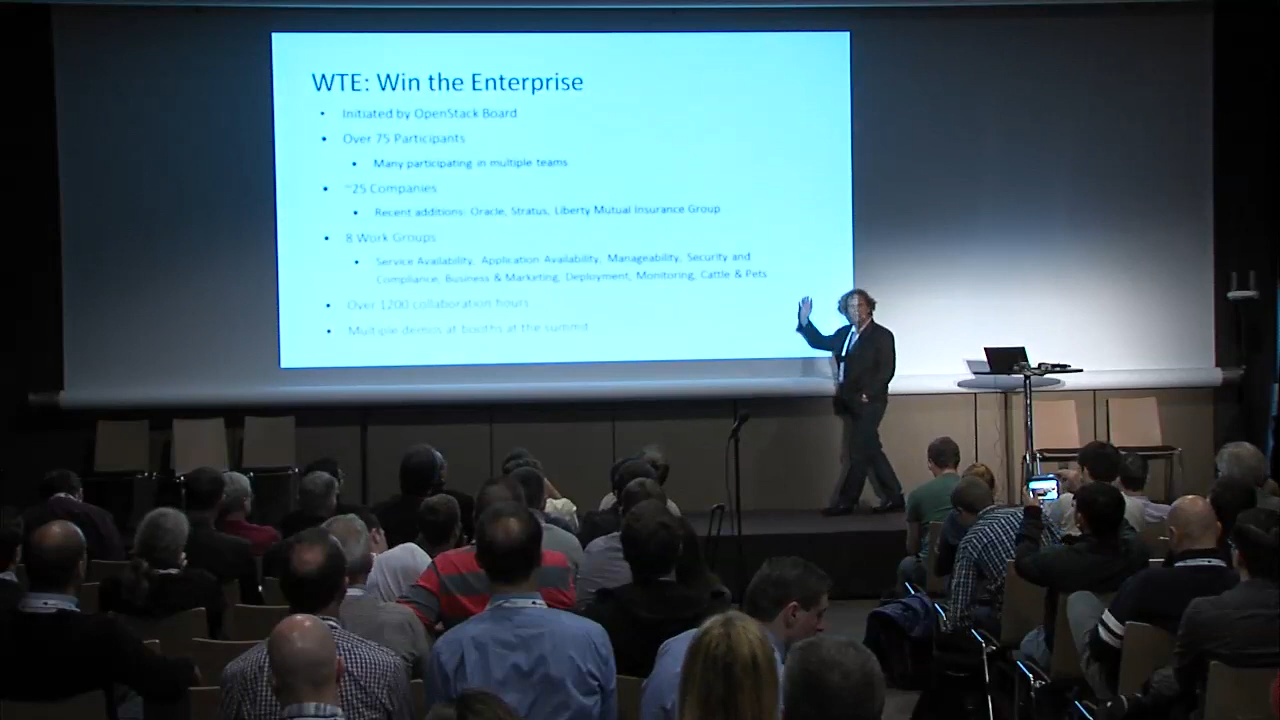 WTE: Win the Enterprise
• Initiated by OpenStack Board
• Over 75 Participants
• Many participating in multiple teams
• ~25 Companies
• Recent additions: Oracle, Stratus, Liberty Mutual Insurance Group
• 8 Work Groups
• Service Availability, Application Availability, Manageability, Security and
Compliance, Business & Marketing, Deployment, Monitoring, Cattle & Pets
• Over 1200 collaboration hours ...
• Multiple demos at booths at the summit